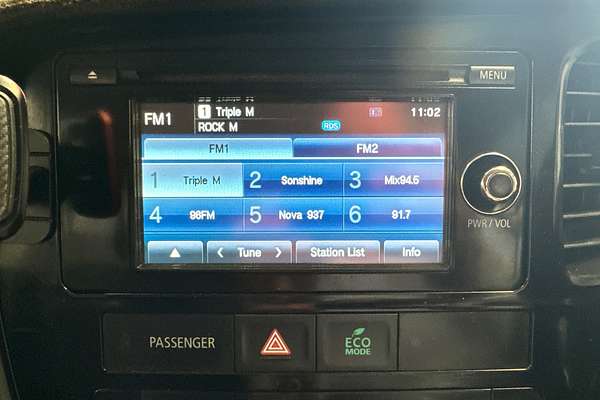 MENU
FM1 1 Triple M 11:02
ROCK M RDS
FM1 FM2
1 Triple M 2 Sonshine 3 Mix94.5
4 96FM 5 Nova 937 6 91.7
Tune Station List Info
PWR/VOL
PASSENGER
ECO
MODE